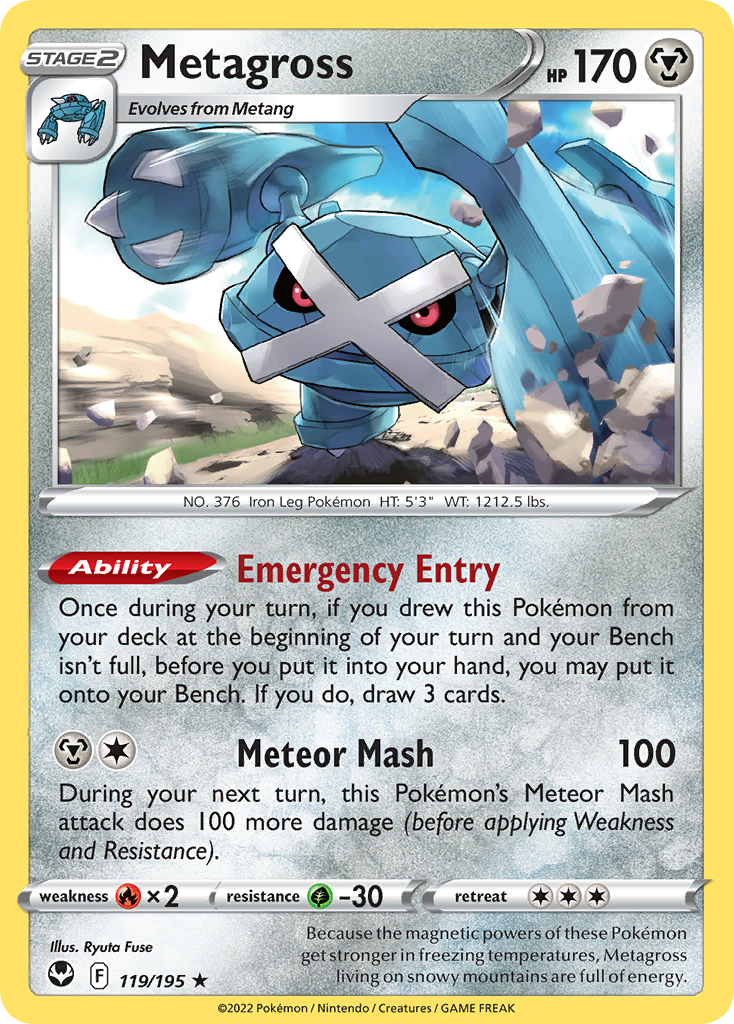 STAGE2 Metagross HP 170
Evolves from Metang
NO. 376 Iron Leg Pokémon HT: 5'3" WT: 1212.5 lbs.
Ability Emergency Entry
Once during your turn, if you drew this Pokémon from
your deck at the beginning of your turn and your Bench
isn't full, before you put it into your hand, you may put it
onto your Bench. If you do, draw 3 cards.
Meteor Mash 100
During your next turn, this Pokémon's Meteor Mash
attack does 100 more damage (before applying Weakness
and Resistance).
weakness ×2 resistance -30 retreat
Illus. Ryuta Fuse
F 119/195 ★
Because the magnetic powers of these Pokémon
get stronger in freezing temperatures, Metagross
living on snowy mountains are full of energy.
©2022 Pokémon / Nintendo / Creatures / GAME FREAK